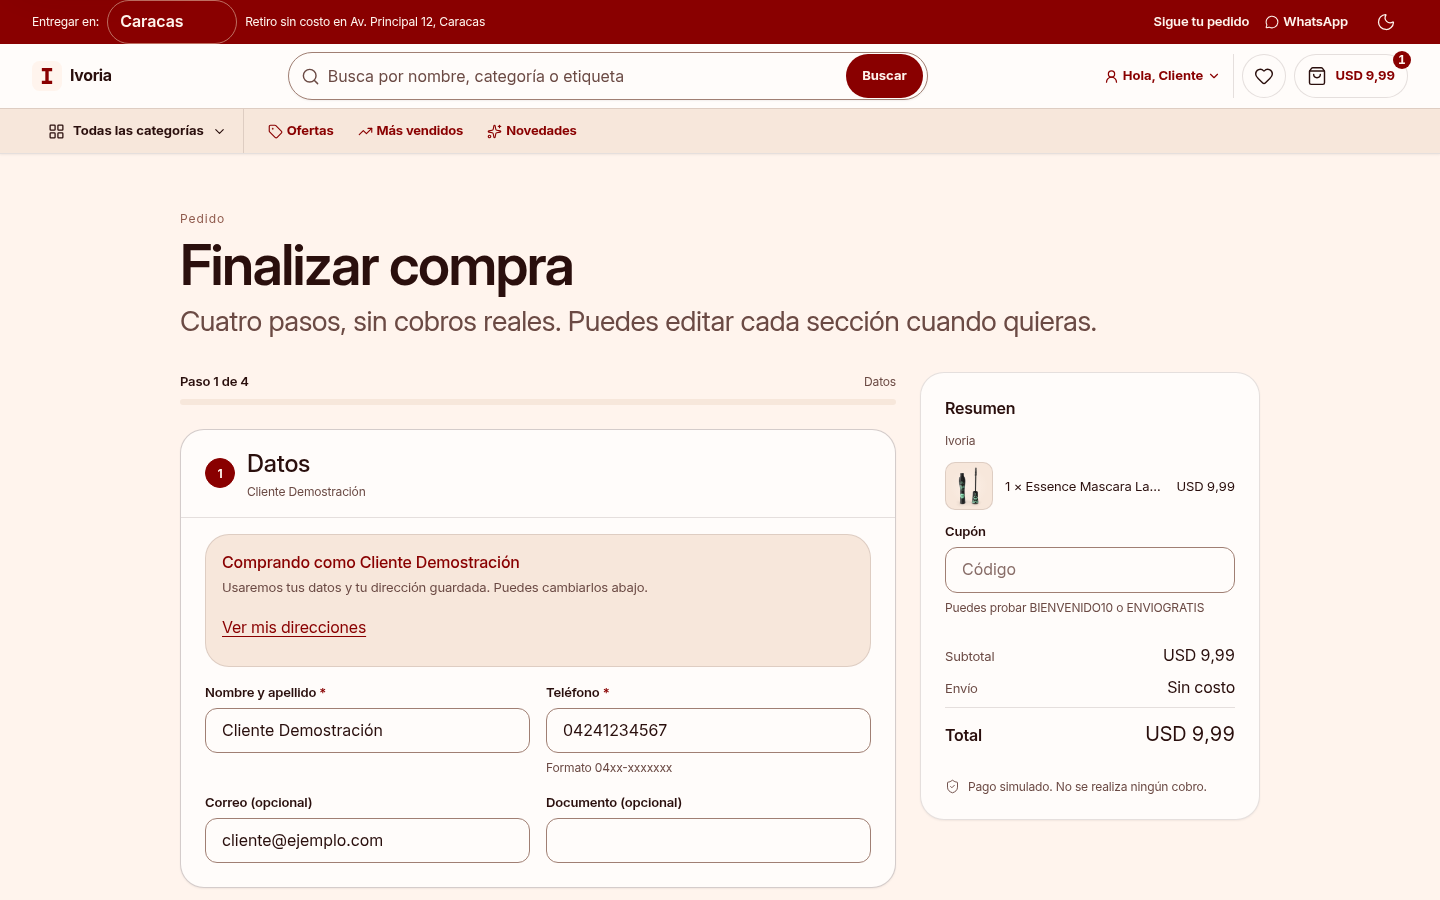 Entregar en: Caracas Retiro sin costo en Av. Principal 12, Caracas
Sigue tu pedido WhatsApp
I Ivoria
Busca por nombre, categoría o etiqueta
Buscar
Hola, Cliente
USD 9,99
1
Todas las categorías
Ofertas
Más vendidos
Novedades
Pedido
Finalizar compra
Cuatro pasos, sin cobros reales. Puedes editar cada sección cuando quieras.
Paso 1 de 4
Datos
1
Datos
Cliente Demostración
Comprando como Cliente Demostración
Usaremos tus datos y tu dirección guardada. Puedes cambiarlos abajo.
Ver mis direcciones
Nombre y apellido *
Cliente Demostración
Teléfono *
04241234567
Formato 04xx-xxxxxxx
Correo (opcional)
cliente@ejemplo.com
Documento (opcional)
Resumen
Ivoria
1 × Essence Mascara La... USD 9,99
Cupón
Código
Puedes probar BIENVENIDO10 o ENVIOGRATIS
Subtotal USD 9,99
Envío Sin costo
Total USD 9,99
Pago simulado. No se realiza ningún cobro.